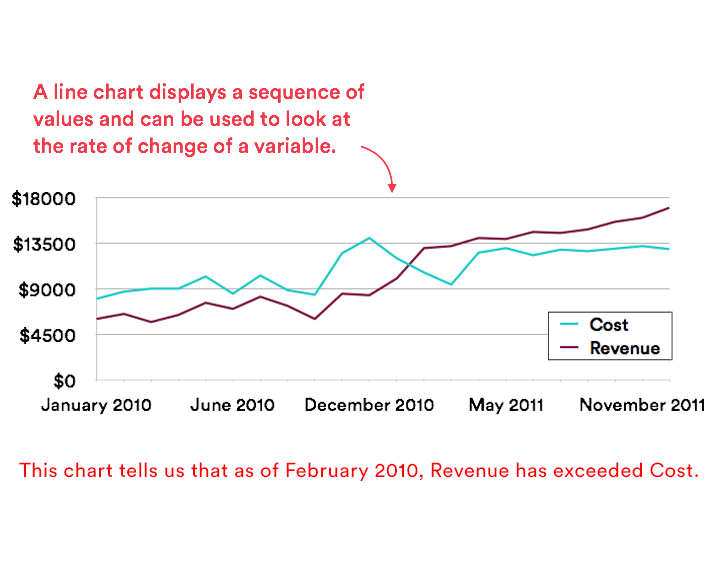 A line chart displays a sequence of
values and can be used to look at
the rate of change of a variable.
$18000
$13500
$9000
$4500
$0
Cost
Revenue
January 2010 June 2010 December 2010 May 2011 November 2011
This chart tells us that as of February 2010, Revenue has exceeded Cost.